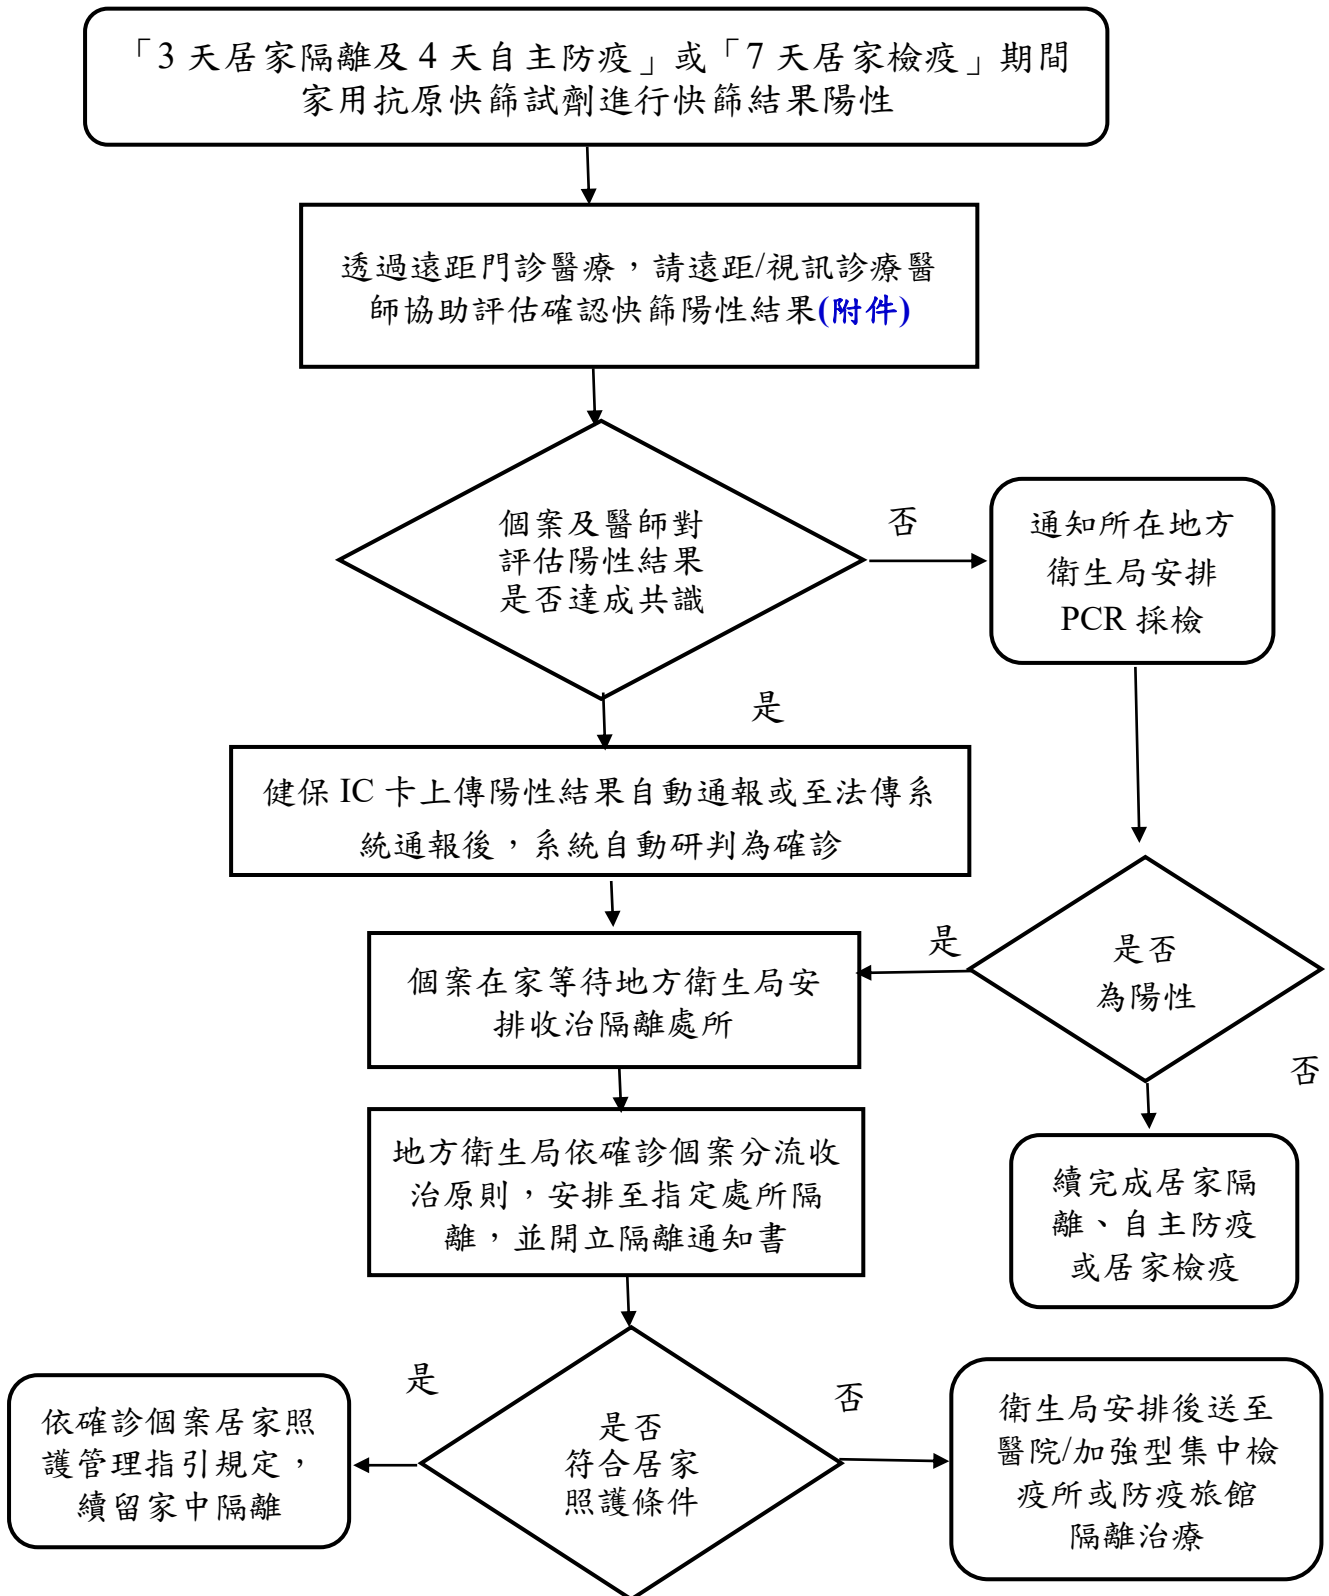 「3 天居家隔離及 4 天自主防疫」或「7 天居家檢疫」期間
家用抗原快篩試劑進行快篩結果陽性
透過遠距門診醫療，請遠距/視訊診療醫
師協助評估確認快篩陽性結果(附件)
個案及醫師對
評估陽性結果
是否達成共識
否
通知所在地方
衛生局安排
PCR 採檢
是
健保 IC 卡上傳陽性結果自動通報或至法傳系
統通報後，系統自動研判為確診
個案在家等待地方衛生局安
排收治隔離處所
是
是否
為陽性
否
地方衛生局依確診個案分流收
治原則，安排至指定處所隔
離，並開立隔離通知書
續完成居家隔
離、自主防疫
或居家檢疫
是
依確診個案居家照
護管理指引規定，
續留家中隔離
是否
符合居家
照護條件
否
衛生局安排後送至
醫院/加強型集中檢
疫所或防疫旅館
隔離治療